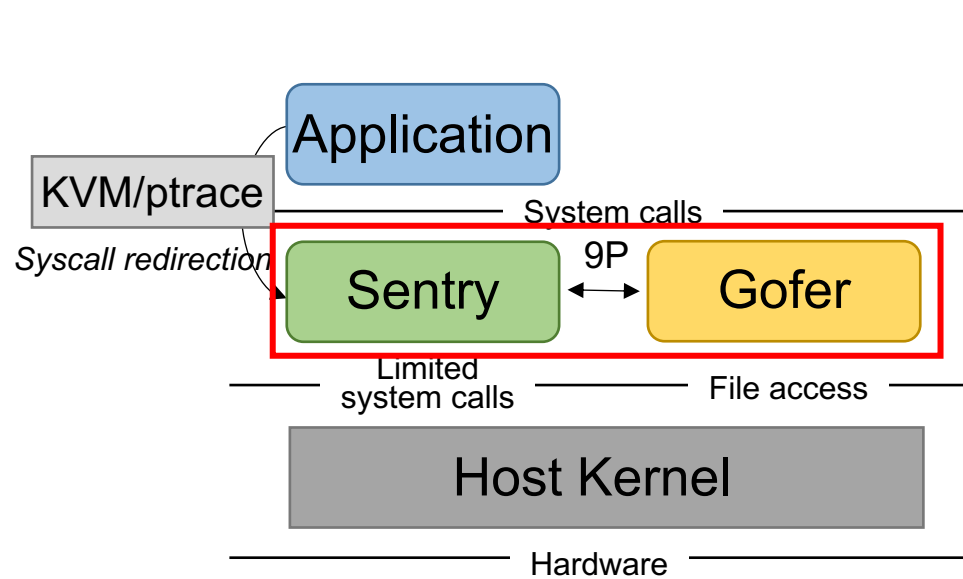 Application
KVM/ptrace
System calls
Syscall redirection
9P
Sentry
Gofer
Limited
system calls
File access
Host Kernel
Hardware